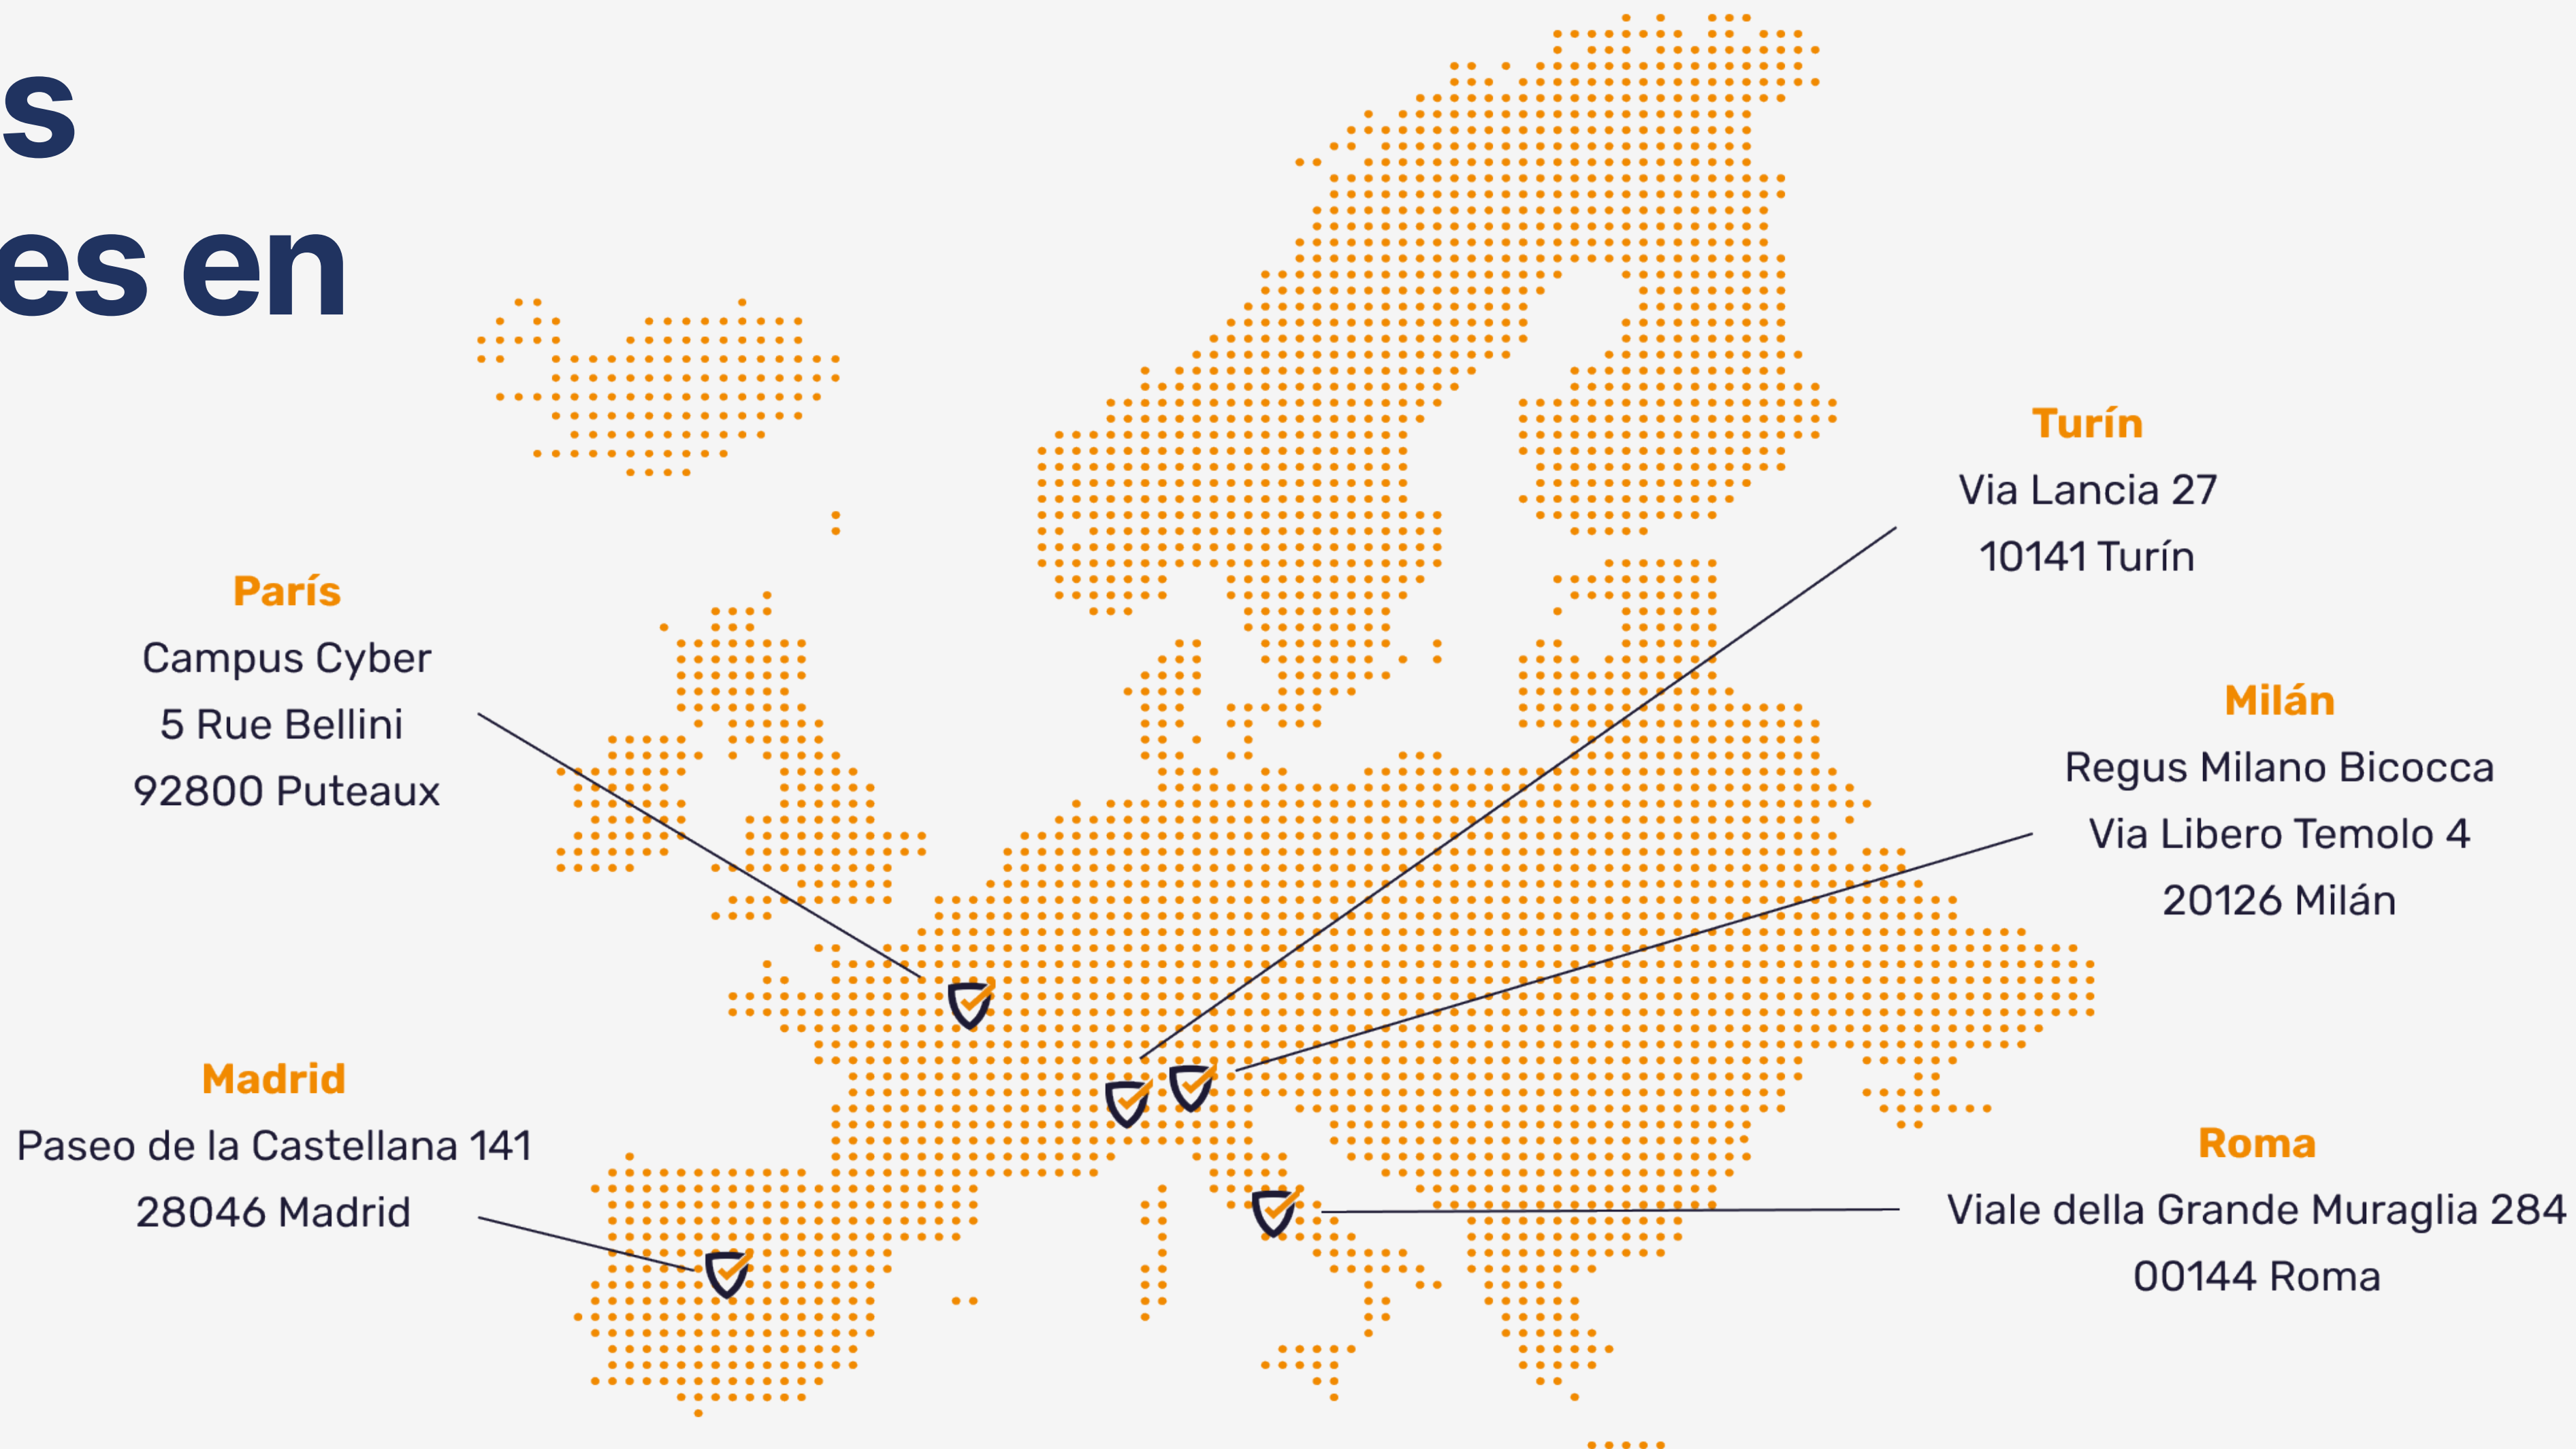 s
es en
París
Campus Cyber
5 Rue Bellini
92800 Puteaux
Madrid
Paseo de la Castellana 141
28046 Madrid
Turín
Via Lancia 27
10141 Turín
Milán
Regus Milano Bicocca
Via Libero Temolo 4
20126 Milán
Roma
Viale della Grande Muraglia 284
00144 Roma